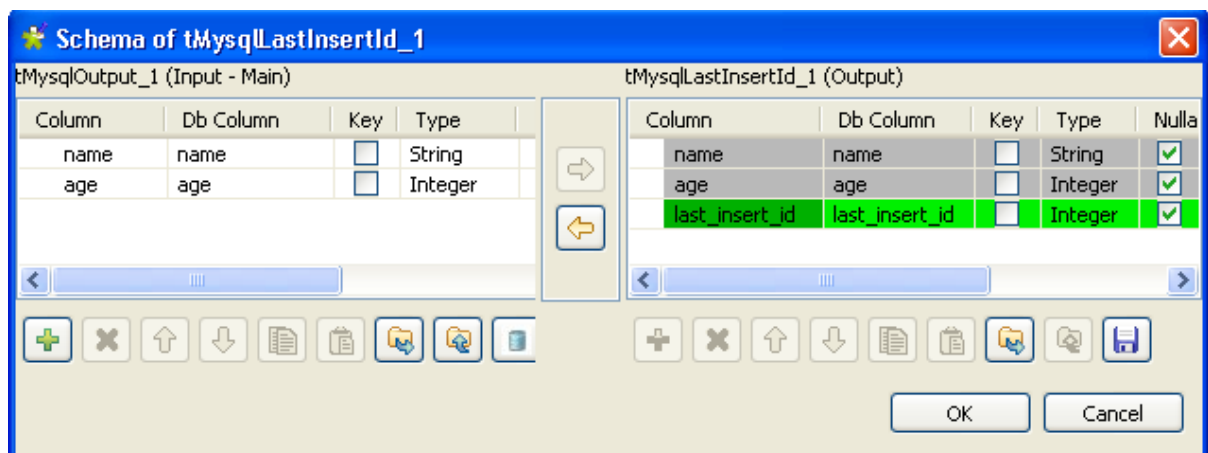 Schema of tMysqlLastInsertId_1
tMysqlOutput_1 (Input - Main)
Column Db Column Key Type
name name String
age age Integer
tMysqlLastInsertId_1 (Output)
Column Db Column Key Type Nulla
name name String
age age Integer
last_insert_id last_insert_id Integer
OK Cancel